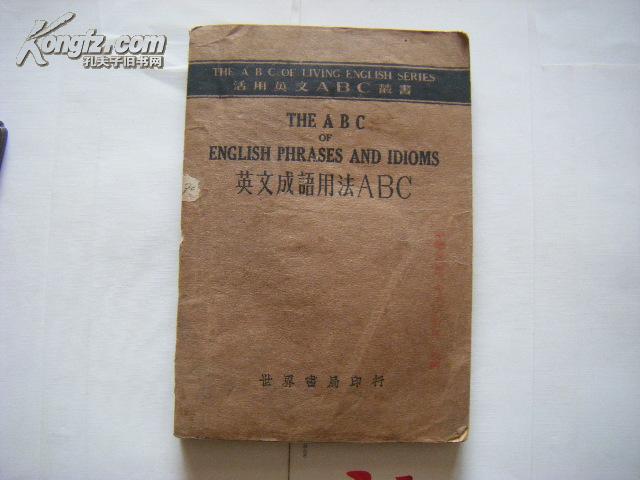 Kongfz.com
孔夫子旧书网
THE A B C OF LIVING ENGLISH SERIES
活用英文ABC叢書
THE A B C
OF
ENGLISH PHRASES AND IDIOMS
英文成語用法ABC
世界書局印行